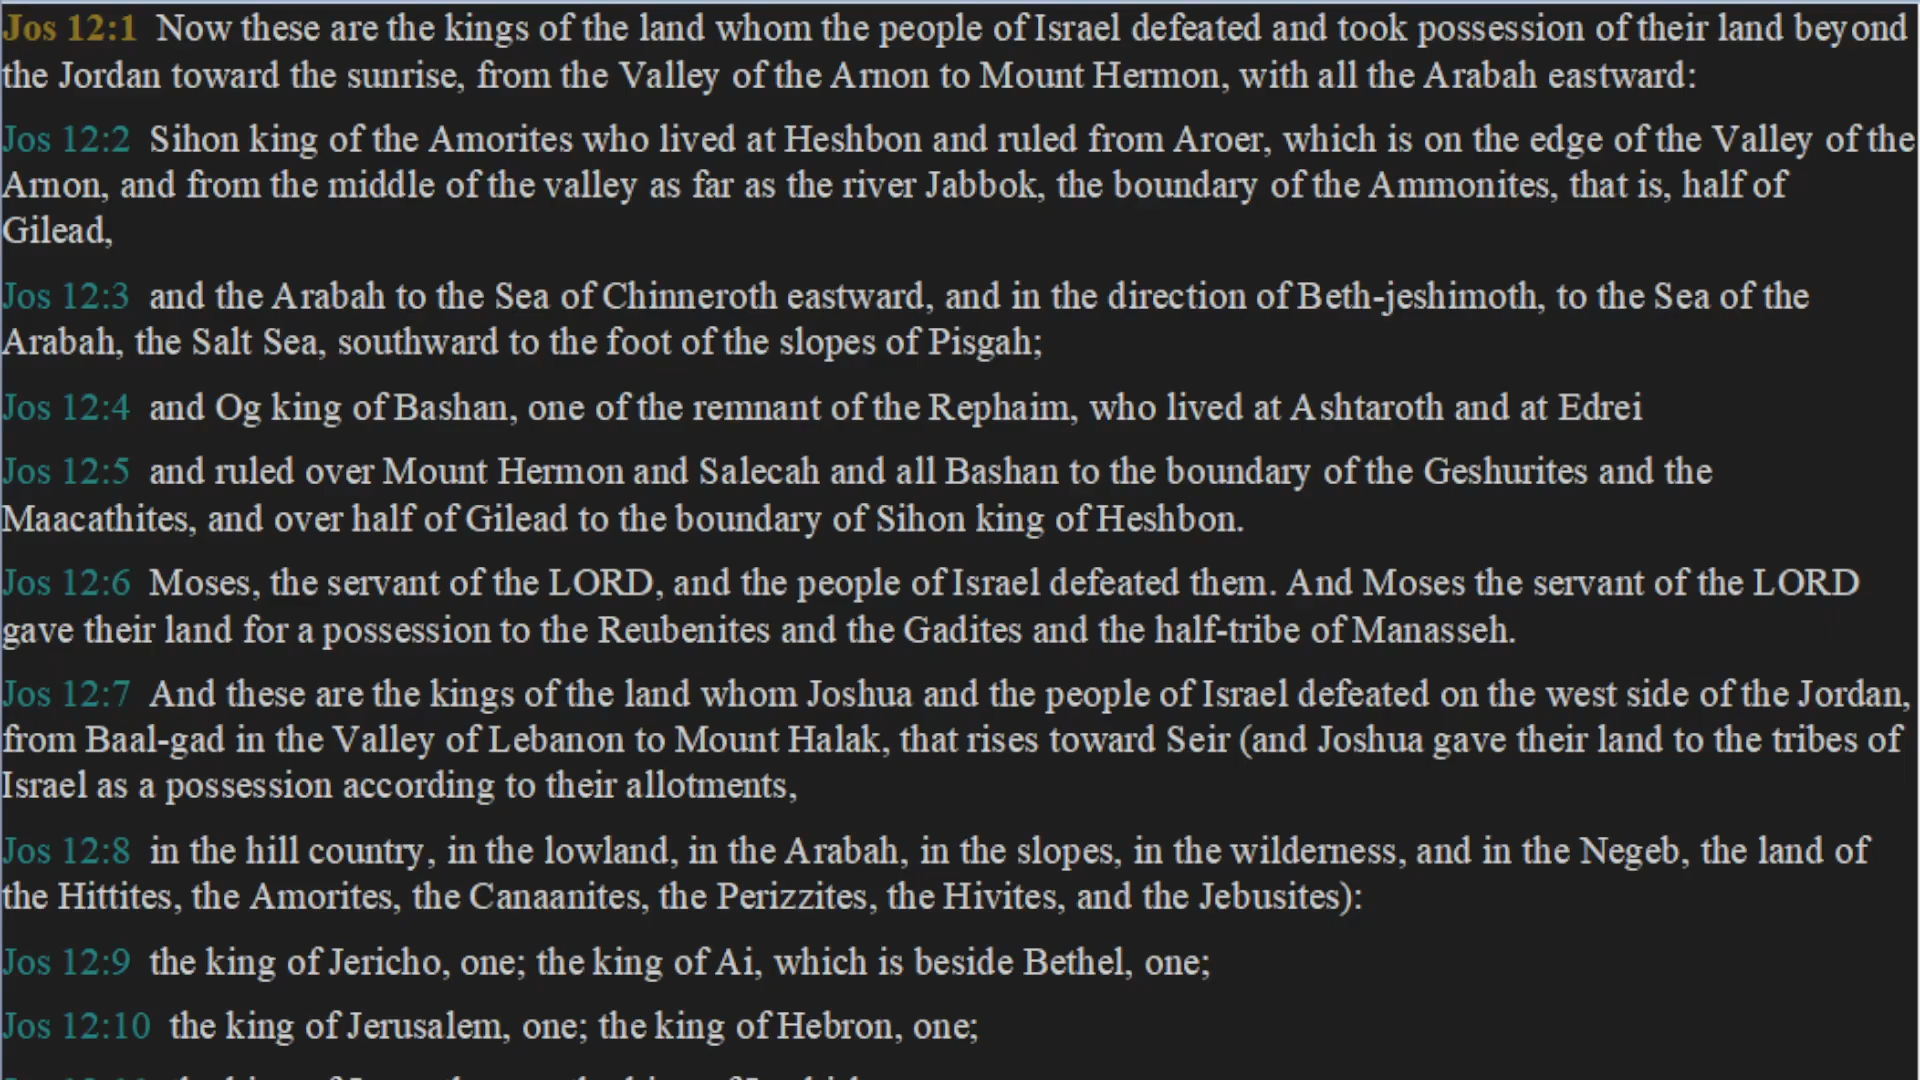 Jos 12:1 Now these are the kings of the land whom the people of Israel defeated and took possession of their land beyond
the Jordan toward the sunrise, from the Valley of the Arnon to Mount Hermon, with all the Arabah eastward:
Jos 12:2 Sihon king of the Amorites who lived at Heshbon and ruled from Aroer, which is on the edge of the Valley of the
Arnon, and from the middle of the valley as far as the river Jabbok, the boundary of the Ammonites, that is, half of
Gilead,
Jos 12:3 and the Arabah to the Sea of Chinneroth eastward, and in the direction of Beth-jeshimoth, to the Sea of the
Arabah, the Salt Sea, southward to the foot of the slopes of Pisgah;
Jos 12:4 and Og king of Bashan, one of the remnant of the Rephaim, who lived at Ashtaroth and at Edrei
Jos 12:5 and ruled over Mount Hermon and Salecah and all Bashan to the boundary of the Geshurites and the
Maacathites, and over half of Gilead to the boundary of Sihon king of Heshbon.
Jos 12:6 Moses, the servant of the LORD, and the people of Israel defeated them. And Moses the servant of the LORD
gave their land for a possession to the Reubenites and the Gadites and the half-tribe of Manasseh.
Jos 12:7 And these are the kings of the land whom Joshua and the people of Israel defeated on the west side of the Jordan,
from Baal-gad in the Valley of Lebanon to Mount Halak, that rises toward Seir (and Joshua gave their land to the tribes of
Israel as a possession according to their allotments,
Jos 12:8 in the hill country, in the lowland, in the Arabah, in the slopes, in the wilderness, and in the Negeb, the land of
the Hittites, the Amorites, the Canaanites, the Perizzites, the Hivites, and the Jebusites):
Jos 12:9 the king of Jericho, one; the king of Ai, which is beside Bethel, one;
Jos 12:10 the king of Jerusalem, one; the king of Hebron, one;